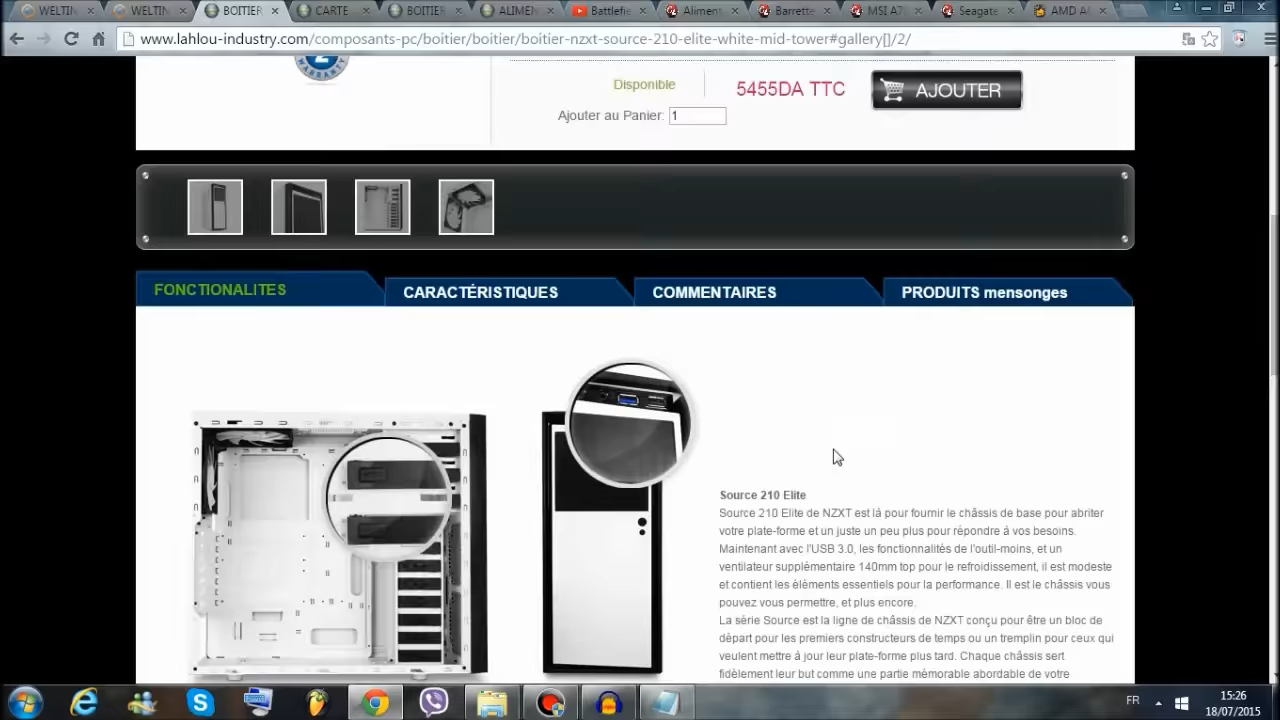 WELTIN
WELTIN
BOITIER
CARTE
BOITIER
ALIMEN
Battlefie
Aliment
Barrette
MSI A7
Seagate
AMD A
www.lahlou-industry.com/composants-pc/boitier/boitier/boitier-nzxt-source-210-elite-white-mid-tower#gallery[]/2/
2
WARRANTY
Disponible
5455DA TTC
AJOUTER
Ajouter au Panier: 1
FONCTIONALITES
CARACTÉRISTIQUES
COMMENTAIRES
PRODUITS mensonges
Source 210 Elite
Source 210 Elite de NZXT est là pour fournir le châssis de base pour abriter
votre plate-forme et un juste un peu plus pour répondre à vos besoins.
Maintenant avec l'USB 3.0, les fonctionnalités de l'outil-moins, et un
ventilateur supplémentaire 140mm top pour le refroidissement, il est modeste
et contient les éléments essentiels pour la performance. Il est le châssis vous
pouvez vous permettre, et plus encore.
La série Source est la ligne de châssis de NZXT conçu pour être un bloc de
départ pour les premiers constructeurs de temps ou un tremplin pour ceux qui
veulent mettre à jour leur plate-forme plus tard. Chaque châssis sert
fidèlement leur but comme une partie mémorable abordable de votre
FR
15:26
18/07/2015